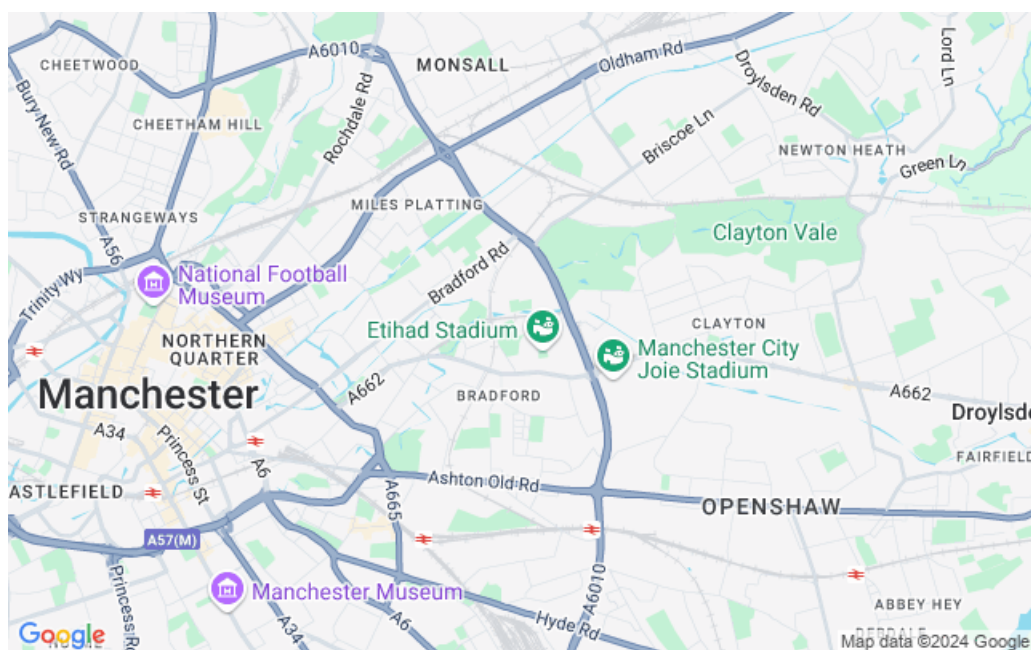 A6010
MONSALL
Oldham Rd
Lord Ln
CHEETWOOD
Droylsden Rd
Bury New Rd
CHEETHAM HILL
Rochdale Rd
Briscoe Ln
NEWTON HEATH
Green Ln
STRANGEWAYS
MILES PLATTING
A56
Clayton Vale
Trinity Wy
National Football
Museum
Bradford Rd
Etihad Stadium
CLAYTON
NORTHERN
QUARTER
Manchester City
Joie Stadium
Manchester
A662
BRADFORD
A662
Droylsde
A34
Princess St
A6
FAIRFIELD
ASTLEFIELD
A665
Ashton Old Rd
OPENSHAW
A57(M)
Princess R
Manchester Museum
A34
A6
Hyde Rd
A6010
ABBEY HEY
Google
Map data ©2024 Google